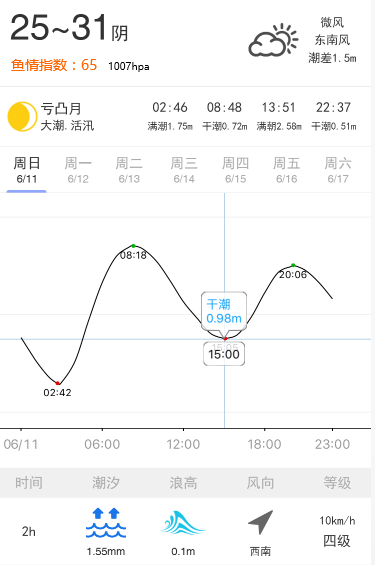 25~31阴
鱼情指数：65 1007hpa
微风
东南风
潮差1.5m
亏凸月
大潮.活汛
02:46 08:48 13:51 22:37
满潮1.75m 干潮0.72m 满朝2.58m 干潮0.51m
周日 周一 周二 周三 周四 周五 周六
6/11 6/12 6/13 6/14 6/15 6/16 6/17
08:18
20:06
干潮
0.98m
15:05
15:00
02:42
06/11 06:00 12:00 18:00 23:00
时间 潮汐 浪高 风向 等级
2h 1.55mm 0.1m 西南 10km/h
四级